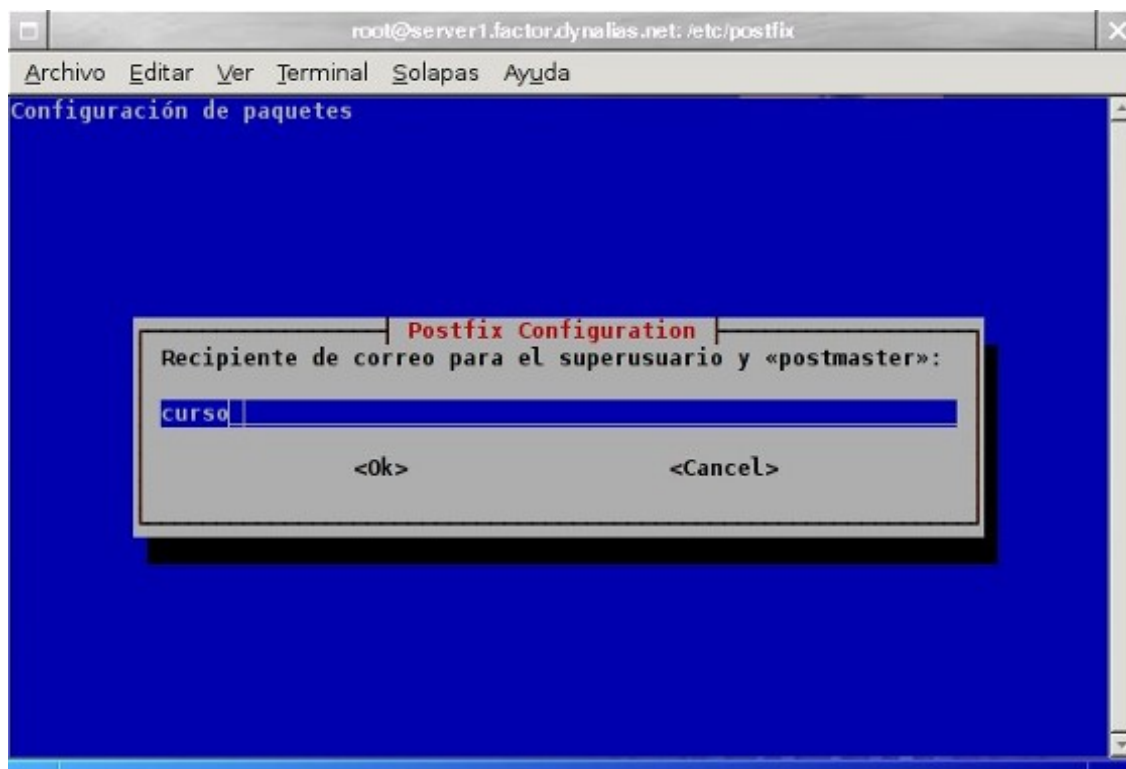 root@server1.factor.dynalias.net: /etc/postfix
Archivo Editar Ver Terminal Solapas Ayuda
Configuración de paquetes
Postfix Configuration
Recipiente de correo para el superusuario y «postmaster»:
curso
<Ok> <Cancel>